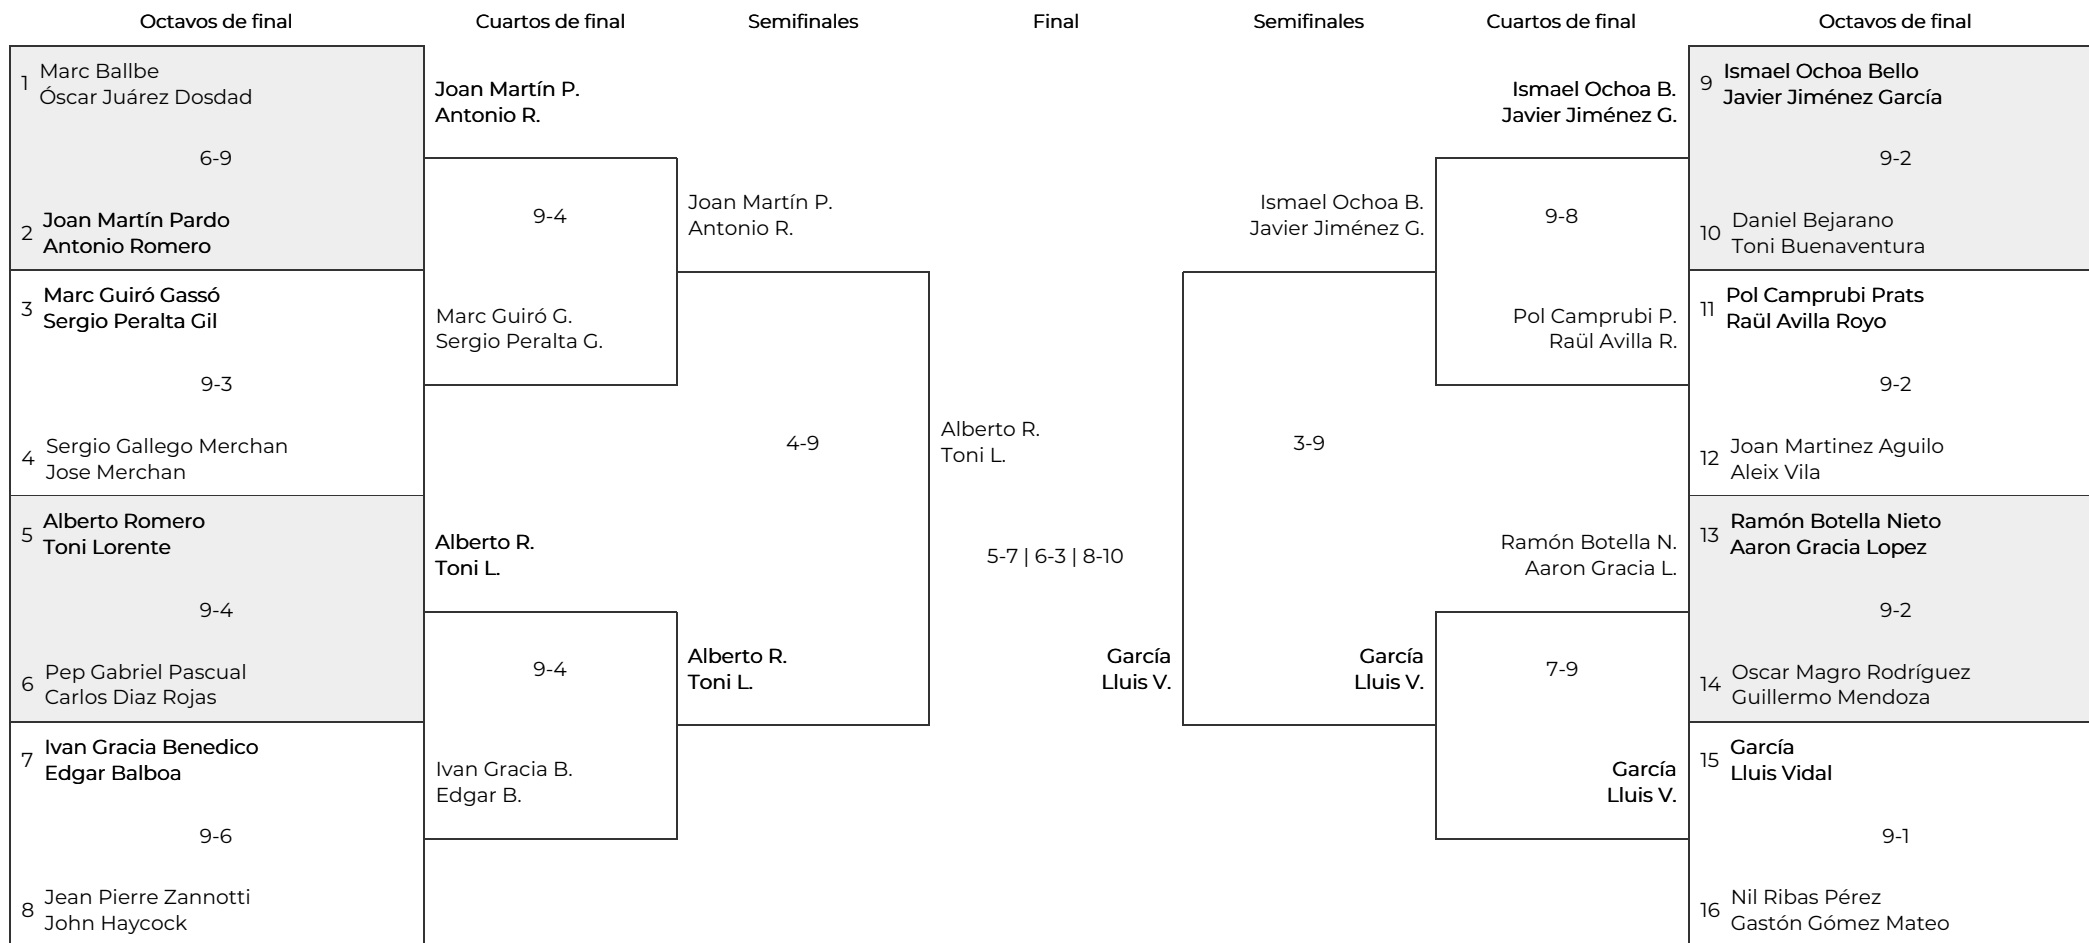 Octavos de final
Cuartos de final
Semifinales
Final
Semifinales
Cuartos de final
Octavos de final
1
Marc Ballbe
Óscar Juárez Dosdad
6-9
2
Joan Martín Pardo
Antonio Romero
3
Marc Guiró Gassó
Sergio Peralta Gil
9-3
4
Sergio Gallego Merchan
Jose Merchan
5
Alberto Romero
Toni Lorente
9-4
6
Pep Gabriel Pascual
Carlos Diaz Rojas
7
Ivan Gracia Benedico
Edgar Balboa
9-6
8
Jean Pierre Zannotti
John Haycock
Joan Martín P.
Antonio R.
9-4
Marc Guiró G.
Sergio Peralta G.
Alberto R.
Toni L.
9-4
Ivan Gracia B.
Edgar B.
Joan Martín P.
Antonio R.
4-9
Alberto R.
Toni L.
Alberto R.
Toni L.
5-7 | 6-3 | 8-10
García
Lluis V.
Ismael Ochoa B.
Javier Jiménez G.
3-9
García
Lluis V.
Ismael Ochoa B.
Javier Jiménez G.
9-8
Pol Camprubi P.
Raül Avilla R.
Ramón Botella N.
Aaron Gracia L.
7-9
García
Lluis V.
9
Ismael Ochoa Bello
Javier Jiménez García
9-2
10
Daniel Bejarano
Toni Buenaventura
11
Pol Camprubi Prats
Raül Avilla Royo
9-2
12
Joan Martinez Aguilo
Aleix Vila
13
Ramón Botella Nieto
Aaron Gracia Lopez
9-2
14
Oscar Magro Rodríguez
Guillermo Mendoza
15
García
Lluis Vidal
9-1
16
Nil Ribas Pérez
Gastón Gómez Mateo